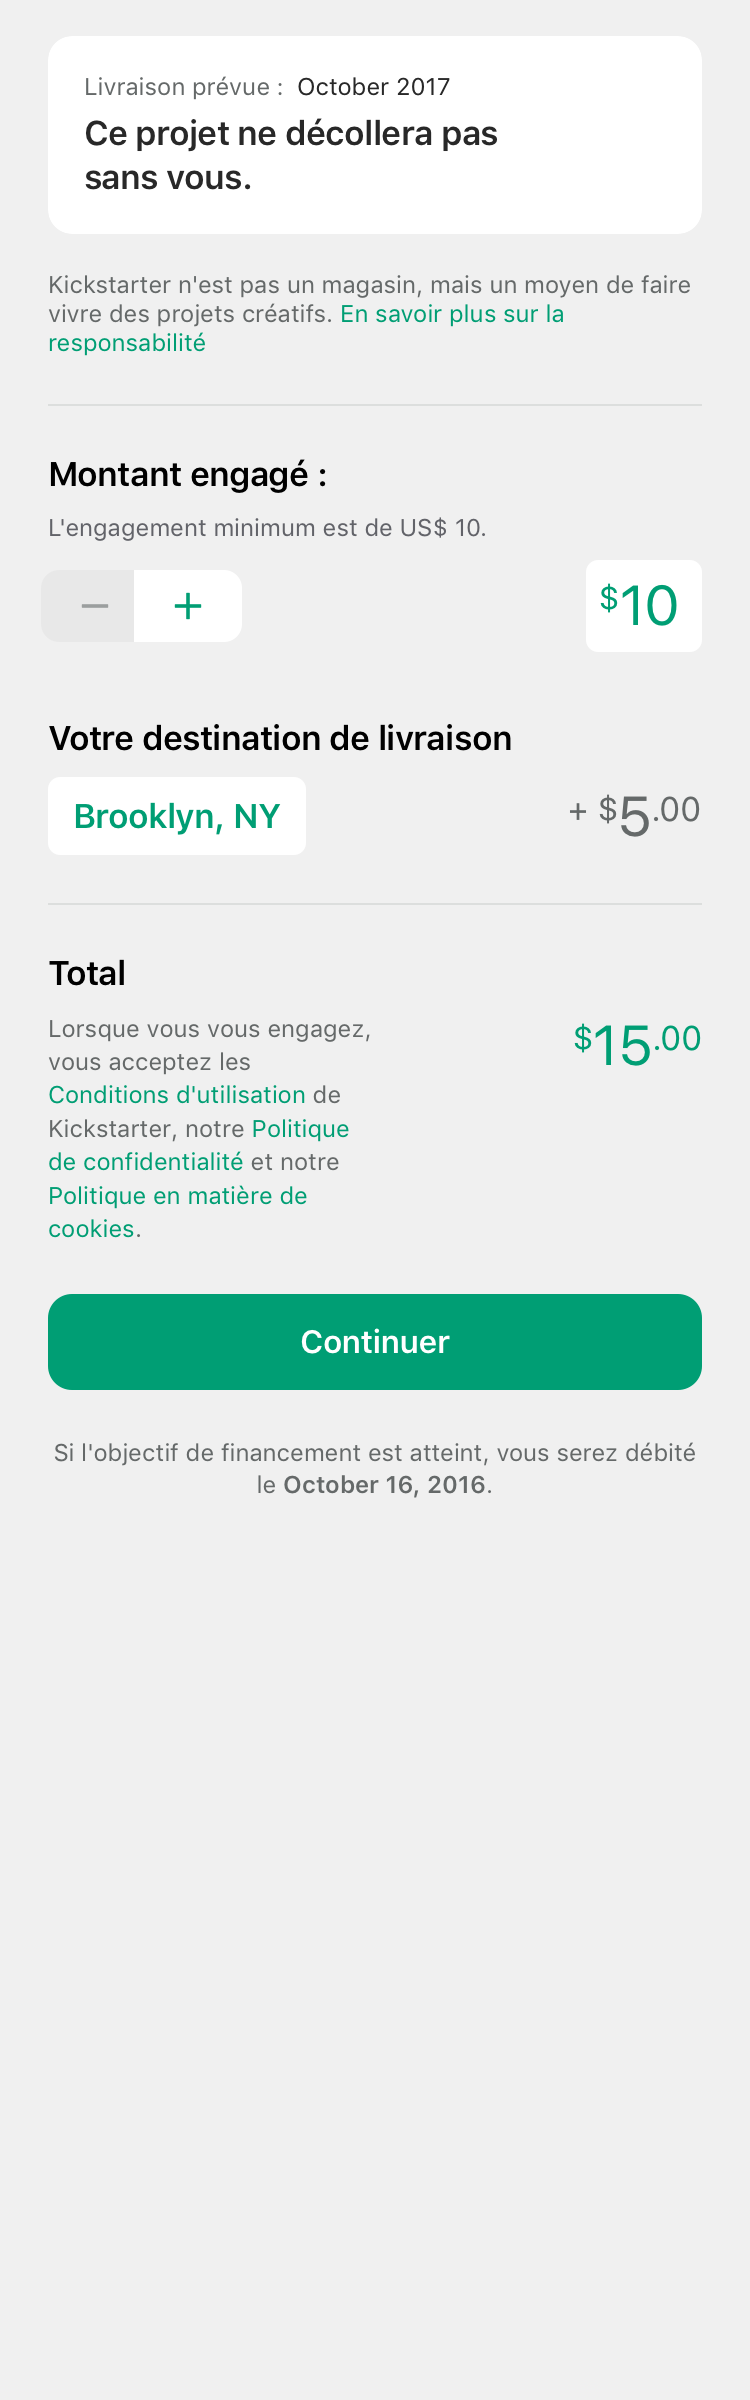 Livraison prévue : October 2017
Ce projet ne décollera pas
sans vous.
Kickstarter n'est pas un magasin, mais un moyen de faire
vivre des projets créatifs. En savoir plus sur la
responsabilité
Montant engagé :
L'engagement minimum est de US$ 10.
− + $10
Votre destination de livraison
Brooklyn, NY + $5.00
Total
$15.00
Lorsque vous vous engagez,
vous acceptez les
Conditions d'utilisation de
Kickstarter, notre Politique
de confidentialité et notre
Politique en matière de
cookies.
Continuer
Si l'objectif de financement est atteint, vous serez débité
le October 16, 2016.